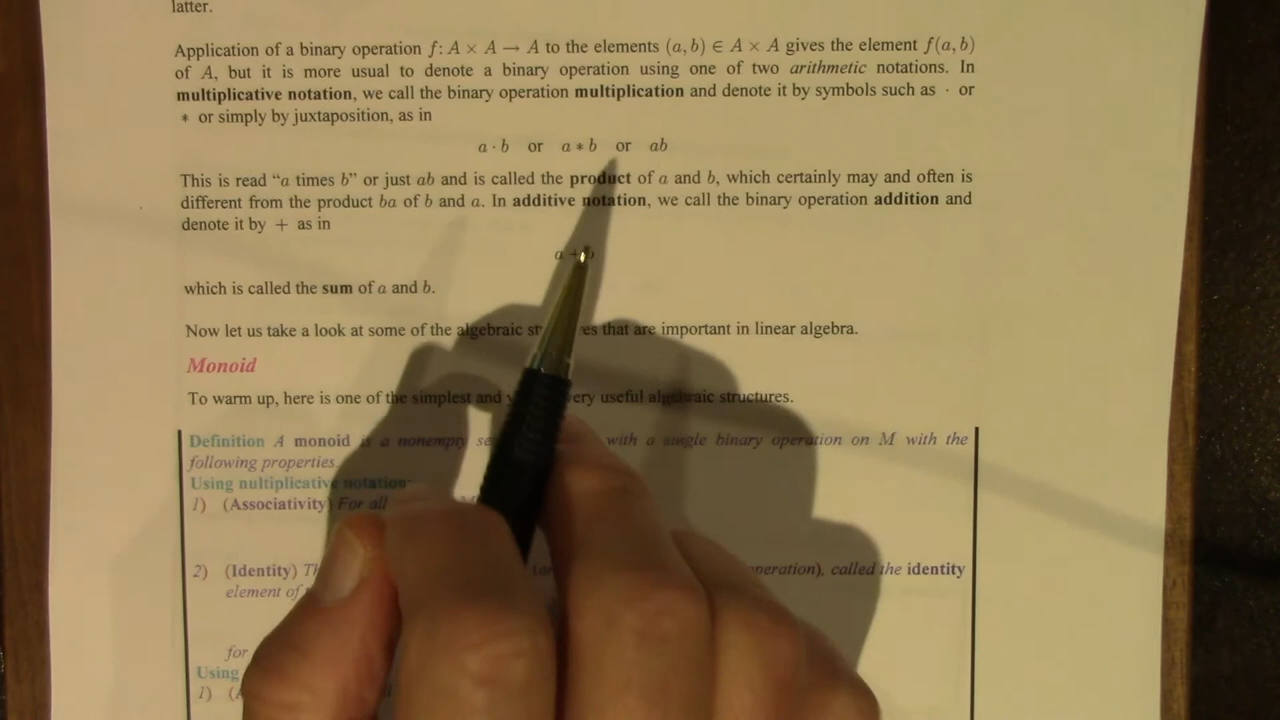 latter.
Application of a binary operation f: A × A → A to the elements (a, b) ∈ A × A gives the element f(a, b)
of A, but it is more usual to denote a binary operation using one of two arithmetic notations. In
multiplicative notation, we call the binary operation multiplication and denote it by symbols such as · or
* or simply by juxtaposition, as in
a · b or a * b or ab
This is read “a times b” or just ab and is called the product of a and b, which certainly may and often is
different from the product ba of b and a. In additive notation, we call the binary operation addition and
denote it by + as in
a + b
which is called the sum of a and b.
Now let us take a look at some of the algebraic that are important in linear algebra.
Monoid
To warm up, here is one of the simplest and useful algebraic structures.
Definition A monoid is a nonempty with a single binary operation on M with the
following properties.
Using multiplicative notation
1) (Associativity) For all
2) (Identity) operation), called the identity
element of
for
Using
1)